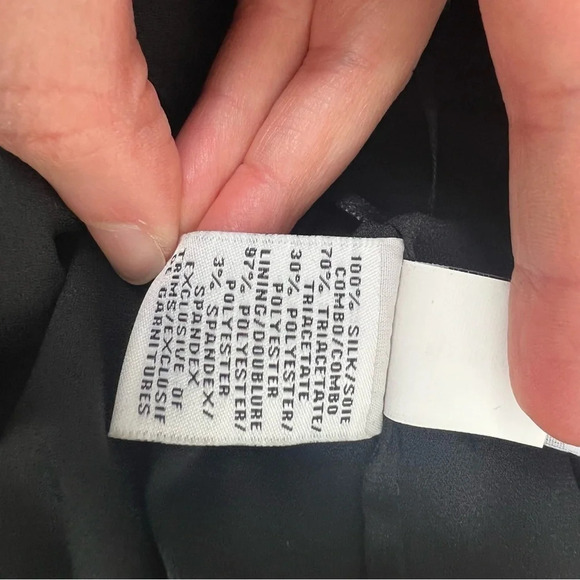 100% SILK/SOIE
COMBO/COMBO
70% TRIACETATE/
TRIACETATE
30% POLYESTER/
POLYESTER
LINING/DOUBLURE
97% POLYESTER/
POLYESTER
3% SPANDEX/
SPANDEX
EXCLUSIVE OF
TRIMS/EXCLUSIF
GARNITURES